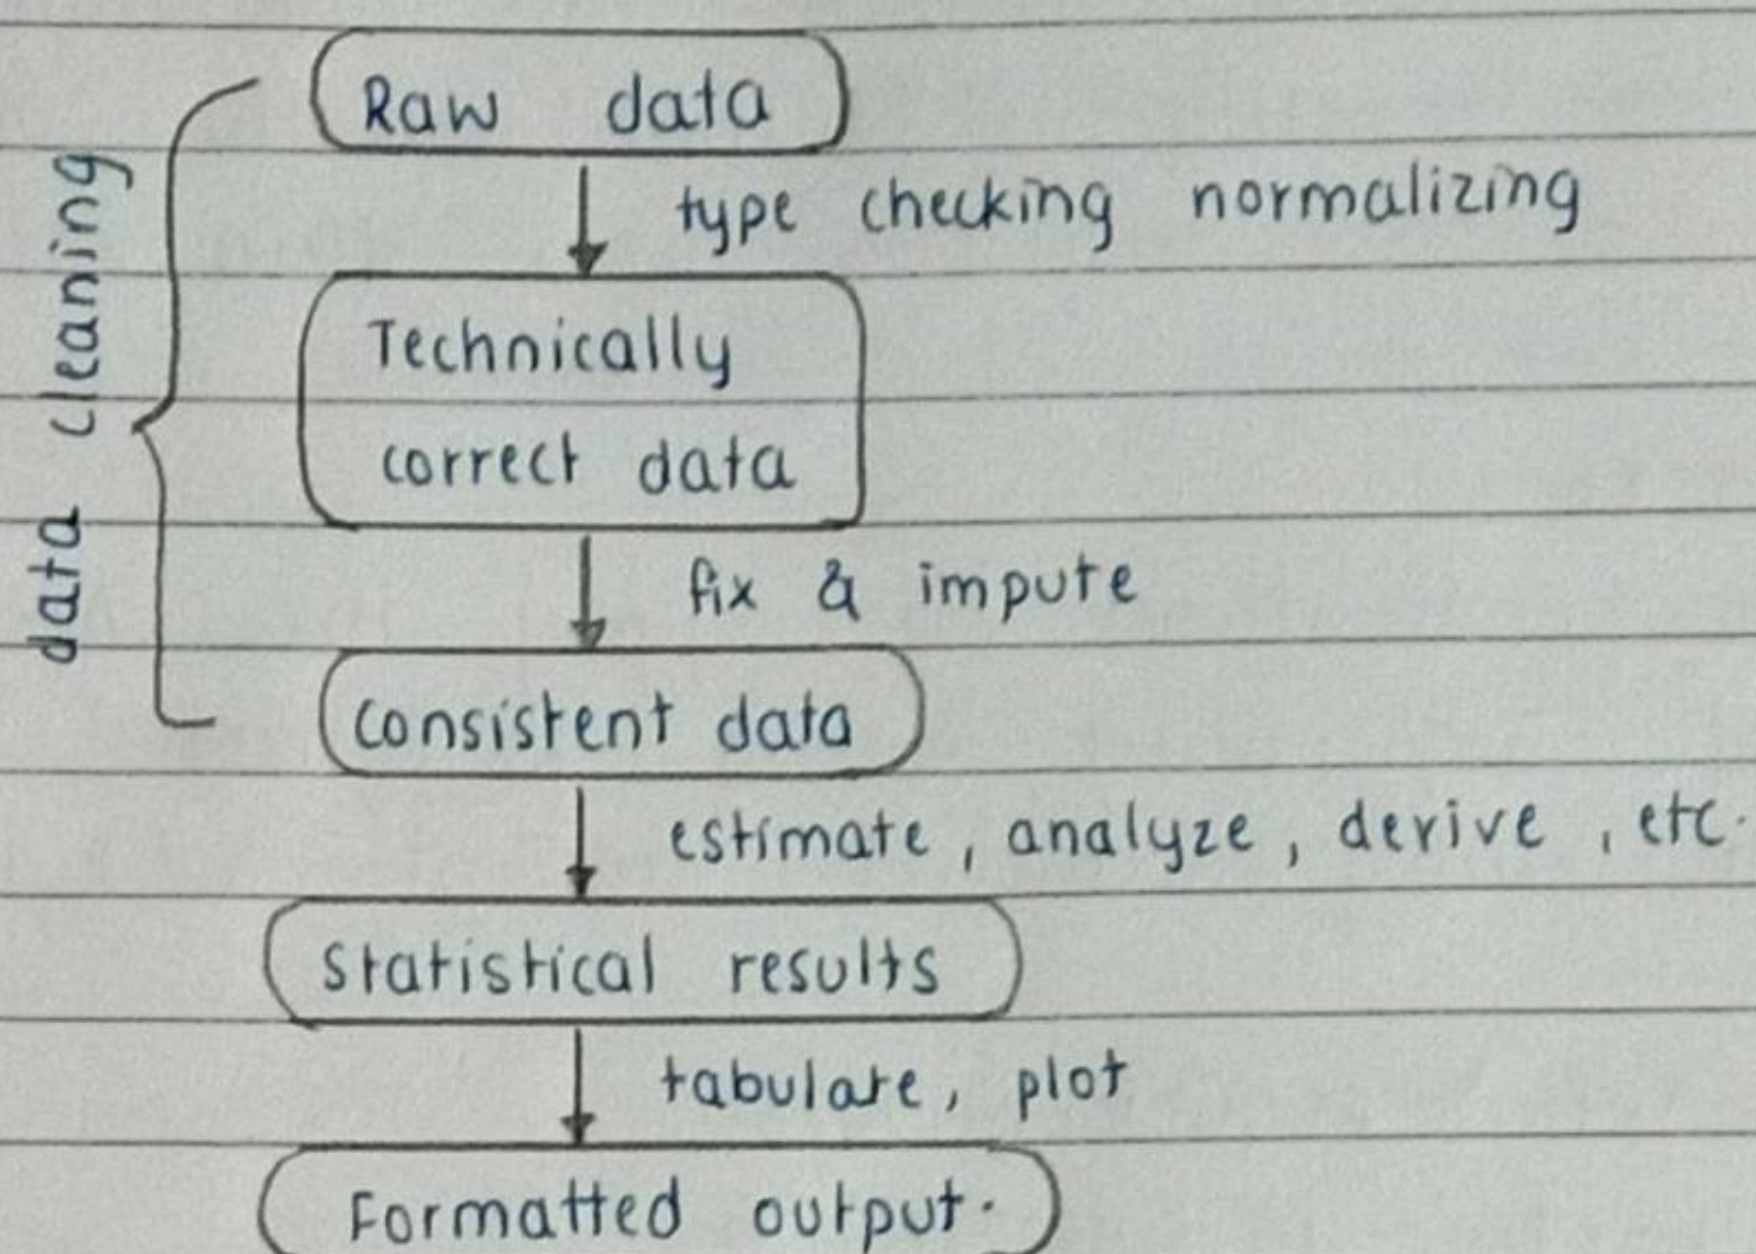 data cleaning
Raw data
type checking normalizing
Technically
correct data
fix & impute
Consistent data
estimate, analyze, derive, etc.
Statistical results
tabulate, plot
Formatted output.